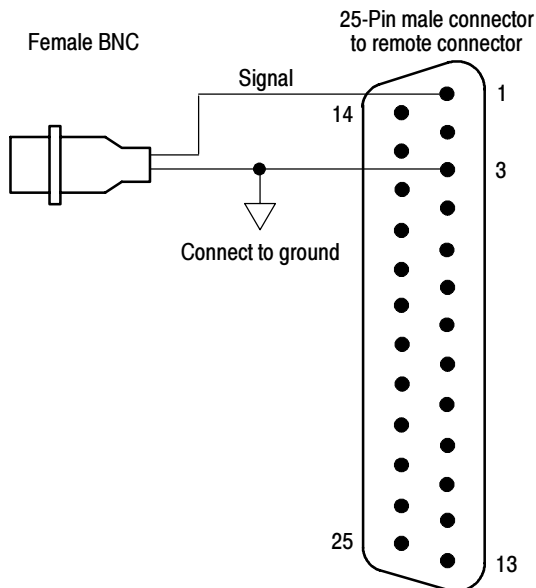 25-Pin male connector
to remote connector
Female BNC
Signal
1
14
3
Connect to ground
25
13